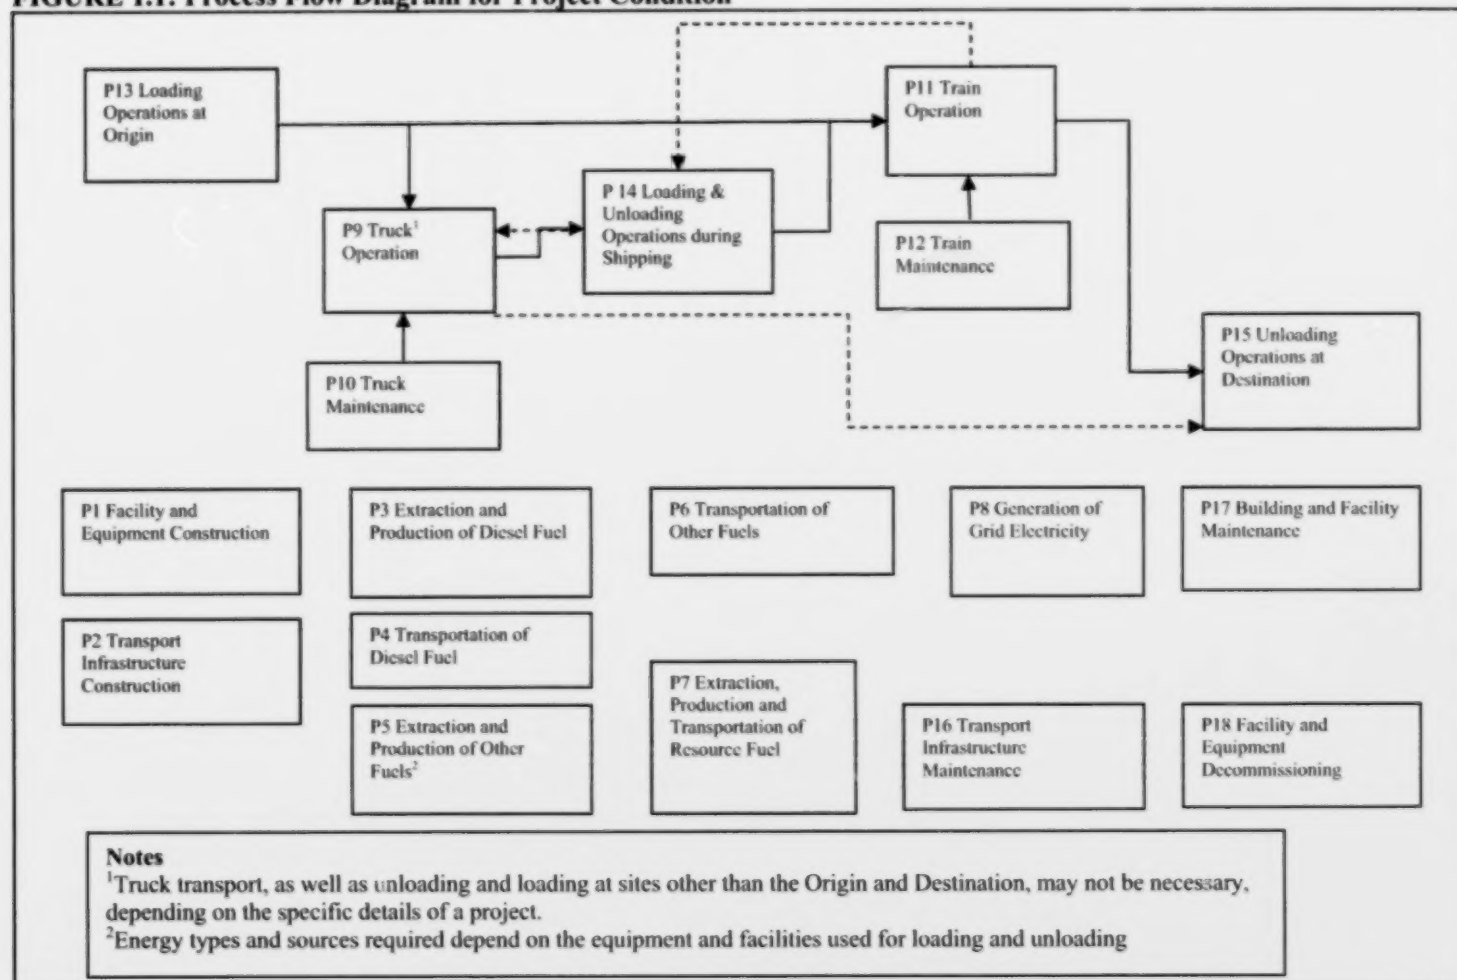 FIGURE 1.1: Process Flow Diagram for Project Condition
P13 Loading
Operations at
Origin
P11 Train
Operation
P 14 Loading &
Unloading
Operations during
Shipping
P9 Truck¹
Operation
P12 Train
Maintenance
P15 Unloading
Operations at
Destination
P10 Truck
Maintenance
P1 Facility and
Equipment Construction
P3 Extraction and
Production of Diesel Fuel
P6 Transportation of
Other Fuels
P8 Generation of
Grid Electricity
P17 Building and Facility
Maintenance
P2 Transport
Infrastructure
Construction
P4 Transportation of
Diesel Fuel
P7 Extraction,
Production and
Transportation of
Resource Fuel
P5 Extraction and
Production of Other
Fuels²
P16 Transport
Infrastructure
Maintenance
P18 Facility and
Equipment
Decommissioning
Notes
¹Truck transport, as well as unloading and loading at sites other than the Origin and Destination, may not be necessary,
depending on the specific details of a project.
²Energy types and sources required depend on the equipment and facilities used for loading and unloading